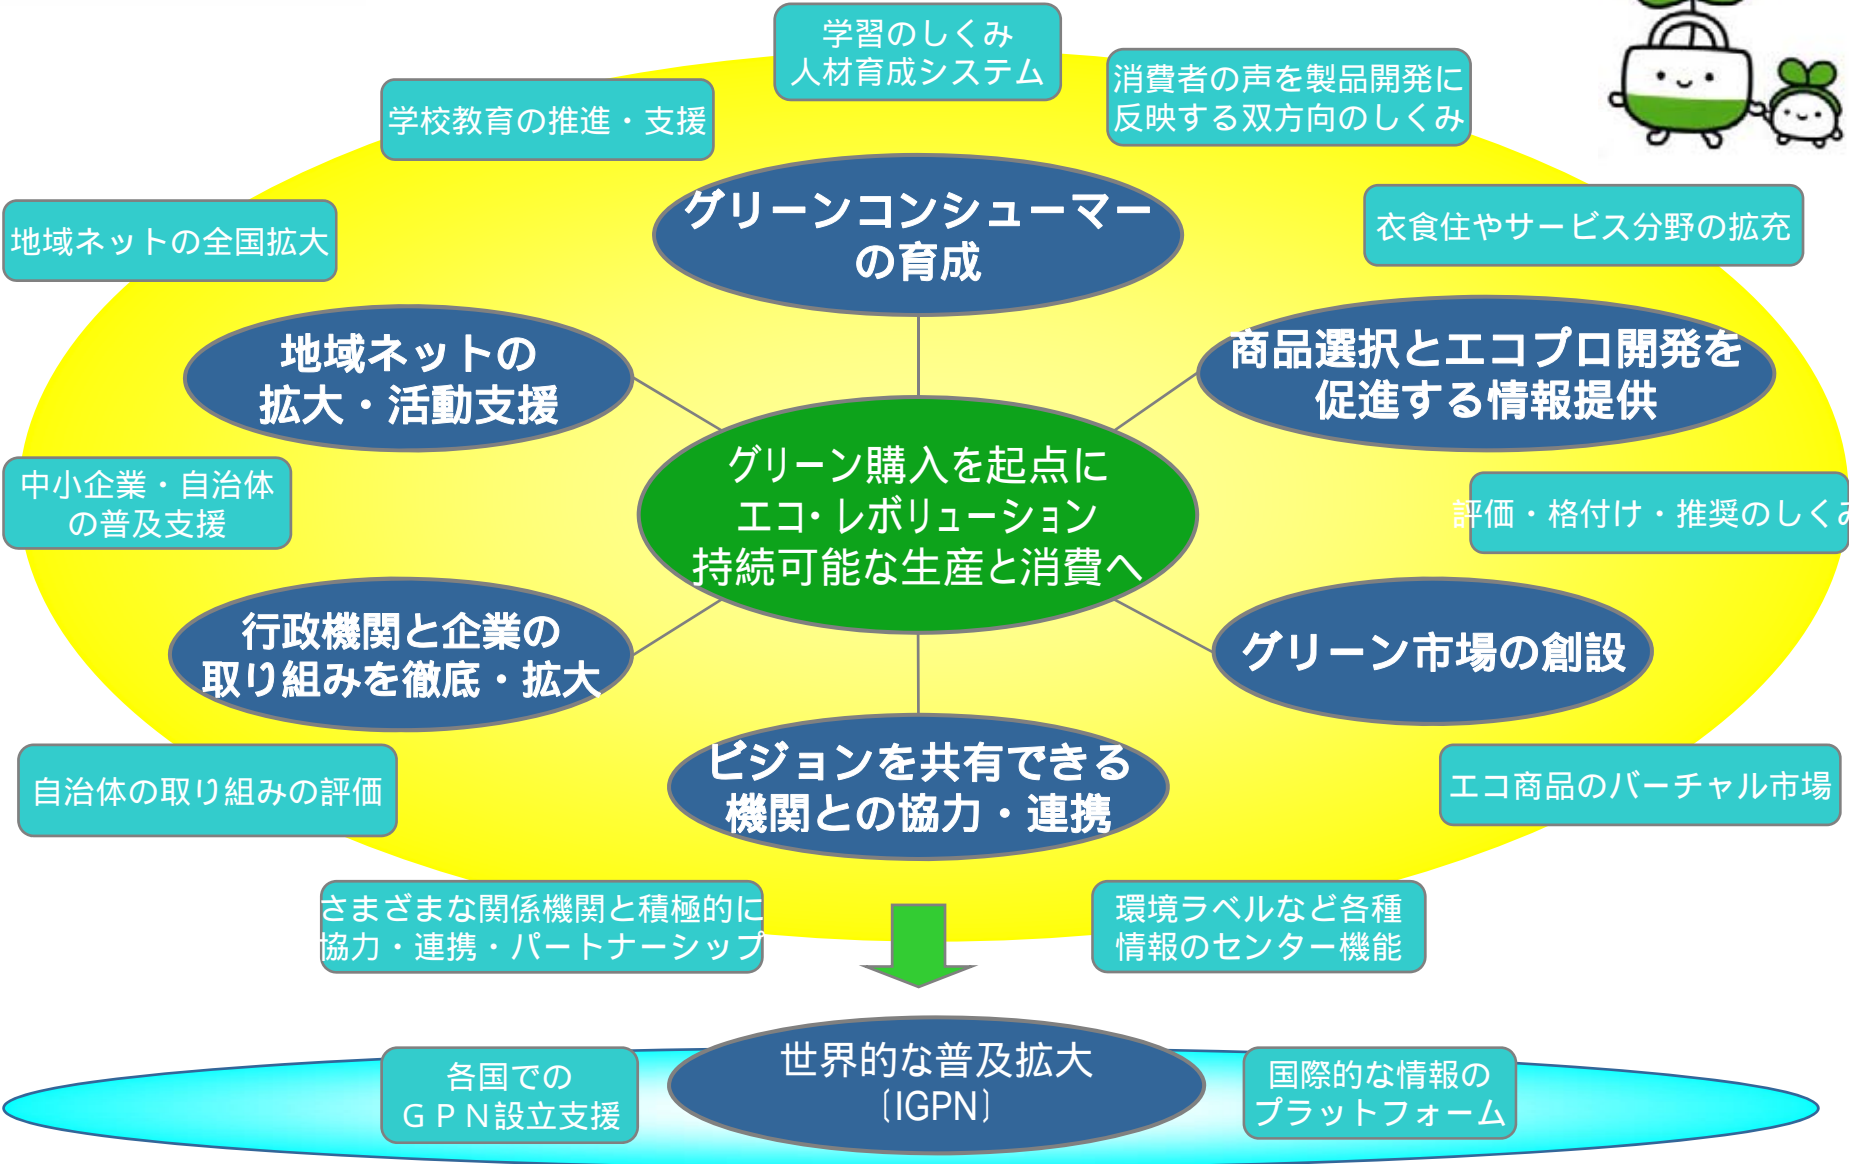 学習のしくみ
人材育成システム
消費者の声を製品開発に
反映する双方向のしくみ
学校教育の推進・支援
地域ネットの全国拡大
グリーンコンシューマー
の育成
衣食住やサービス分野の拡充
地域ネットの
拡大・活動支援
商品選択とエコプロ開発を
促進する情報提供
中小企業・自治体
の普及支援
グリーン購入を起点に
エコ・レボリューション
持続可能な生産と消費へ
評価・格付け・推奨のしくみ
行政機関と企業の
取り組みを徹底・拡大
グリーン市場の創設
自治体の取り組みの評価
ビジョンを共有できる
機関との協力・連携
エコ商品のバーチャル市場
さまざまな関係機関と積極的に
協力・連携・パートナーシップ
環境ラベルなど各種
情報のセンター機能
各国での
ＧＰＮ設立支援
世界的な普及拡大
〔IGPN〕
国際的な情報の
プラットフォーム